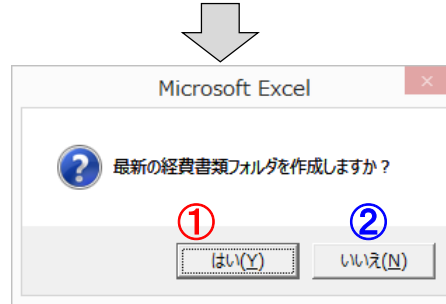 Microsoft Excel
×
?
最新の経費書類フォルダを作成しますか？
① ②
はい(Y) いいえ(N)